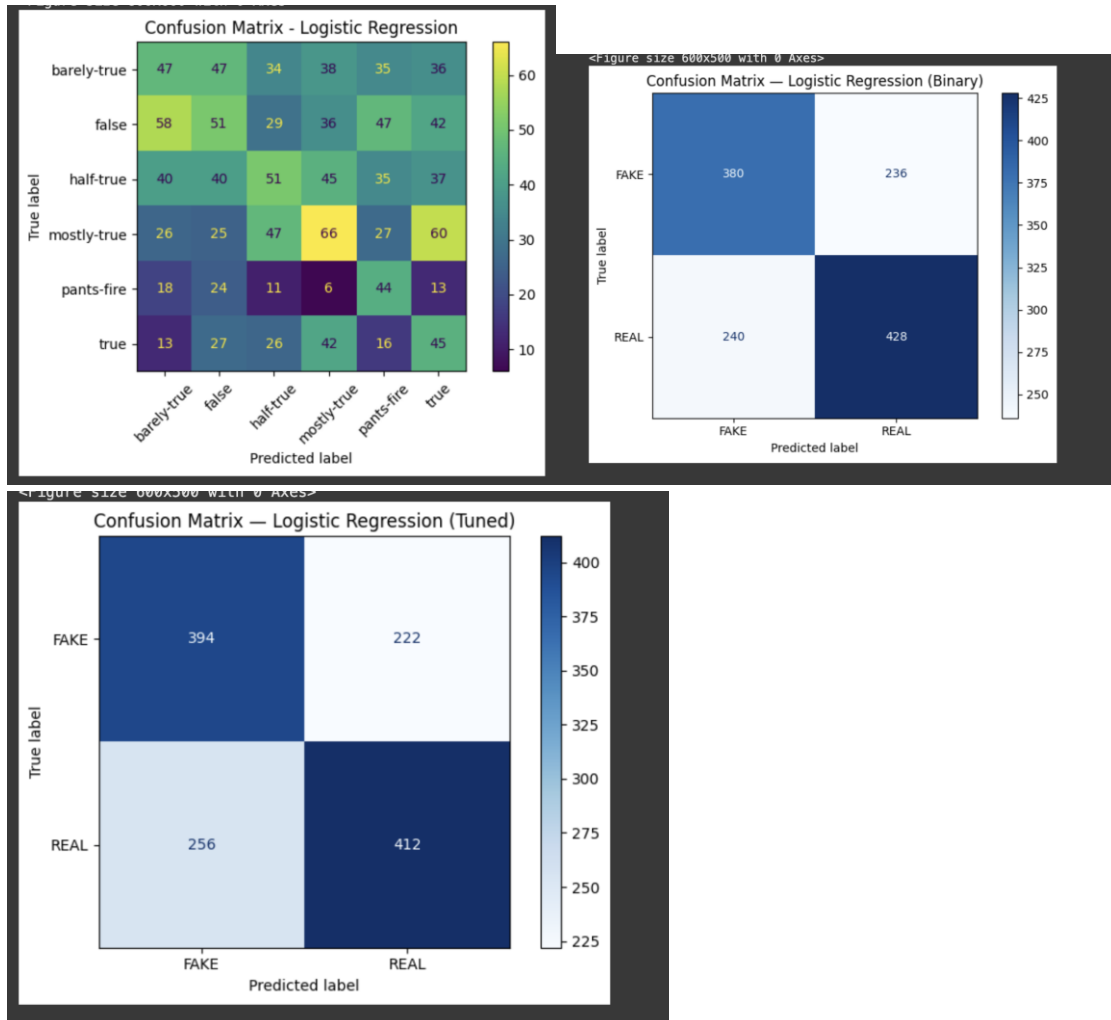 Confusion Matrix - Logistic Regression
True label
barely-true 47 47 34 38 35 36
false 58 51 29 36 47 42
half-true 40 40 51 45 35 37
mostly-true 26 25 47 66 27 60
pants-fire 18 24 11 6 44 13
true 13 27 26 42 16 45
barely-true false half-true mostly-true pants-fire true
Predicted label
60
50
40
30
20
10
<Figure size 600x500 with 0 Axes>
Confusion Matrix — Logistic Regression (Binary)
True label
FAKE 380 236
REAL 240 428
FAKE REAL
Predicted label
425
400
375
350
325
300
275
250
<Figure size 600x500 with 0 Axes>
Confusion Matrix — Logistic Regression (Tuned)
True label
FAKE 394 222
REAL 256 412
FAKE REAL
Predicted label
400
375
350
325
300
275
250
225